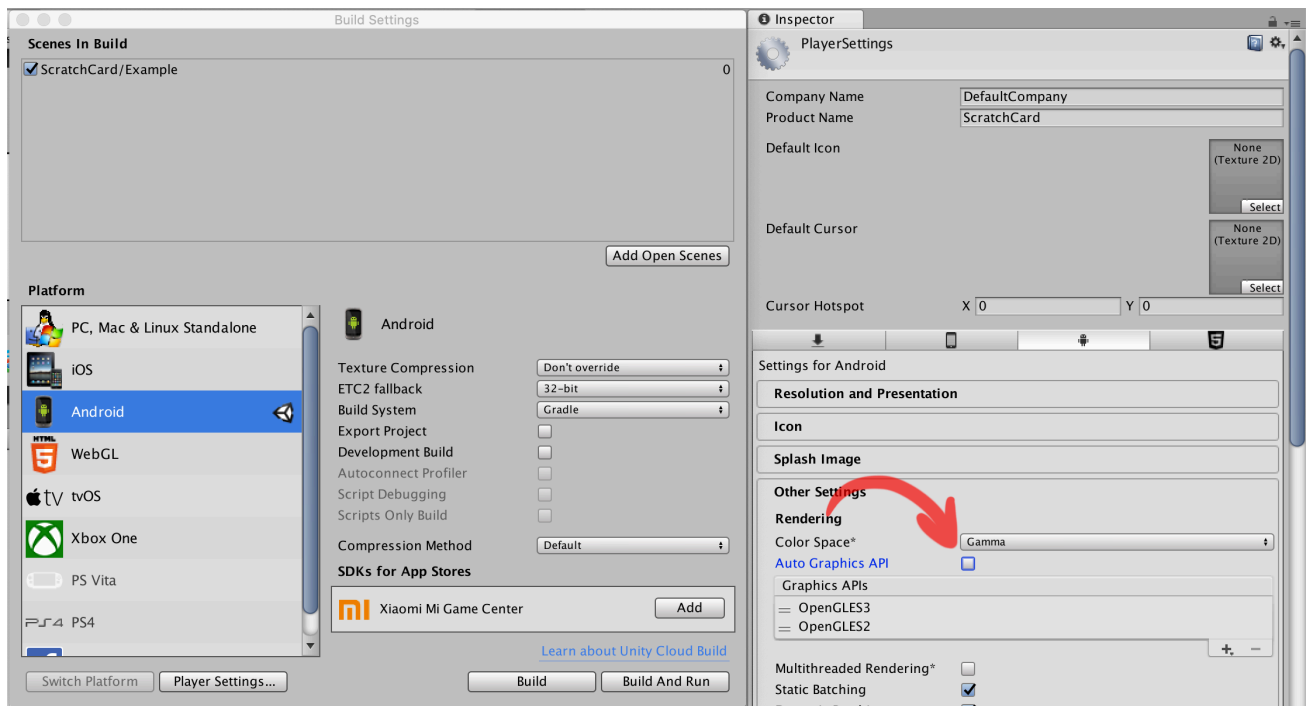 Build Settings
Scenes In Build
ScratchCard/Example 0
Add Open Scenes
Platform
PC, Mac & Linux Standalone
iOS
Android
HTML
WebGL
tv tvOS
Xbox One
PS Vita
PS4 PS4
Android
Texture Compression Don't override
ETC2 fallback 32-bit
Build System Gradle
Export Project
Development Build
Autoconnect Profiler
Script Debugging
Scripts Only Build
Compression Method Default
SDKs for App Stores
Xiaomi Mi Game Center Add
Learn about Unity Cloud Build
Switch Platform Player Settings... Build Build And Run
Inspector
PlayerSettings
Company Name DefaultCompany
Product Name ScratchCard
Default Icon None
(Texture 2D)
Select
Default Cursor None
(Texture 2D)
Select
Cursor Hotspot X 0 Y 0
Settings for Android
Resolution and Presentation
Icon
Splash Image
Other Settings
Rendering
Color Space* Gamma
Auto Graphics API
Graphics APIs
OpenGLES3
OpenGLES2
Multithreaded Rendering*
Static Batching